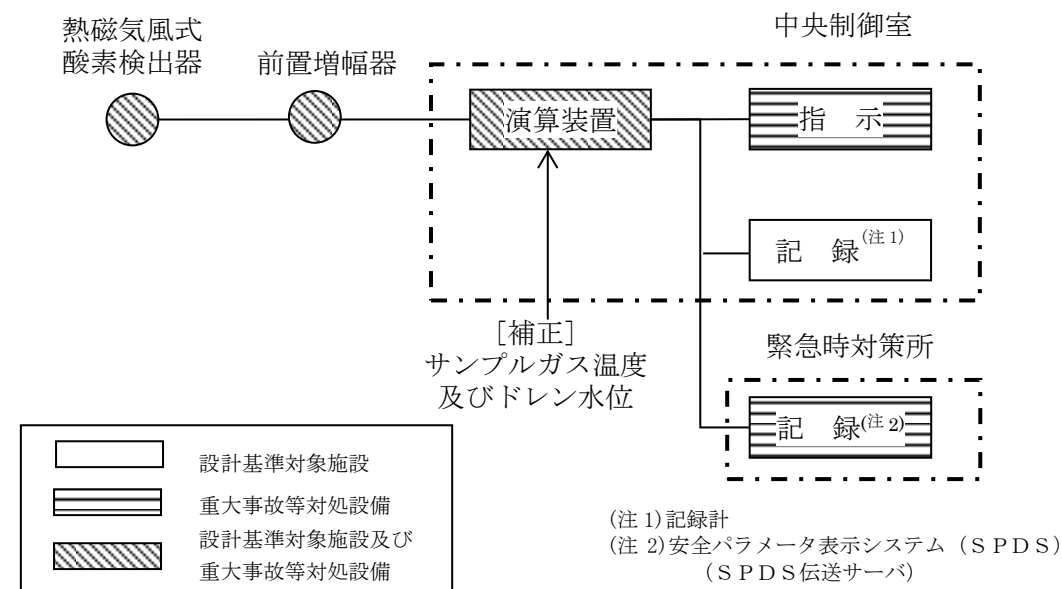 熱磁気風式
酸素検出器
前置増幅器
中央制御室
演算装置
指 示
記 録(注1)
[補正]
サンプルガス温度
及びドレン水位
緊急時対策所
記 録(注2)
設計基準対象施設
重大事故等対処設備
設計基準対象施設及び
重大事故等対処設備
(注1)記録計
(注2)安全パラメータ表示システム(SPDS)
(SPDS伝送サーバ)